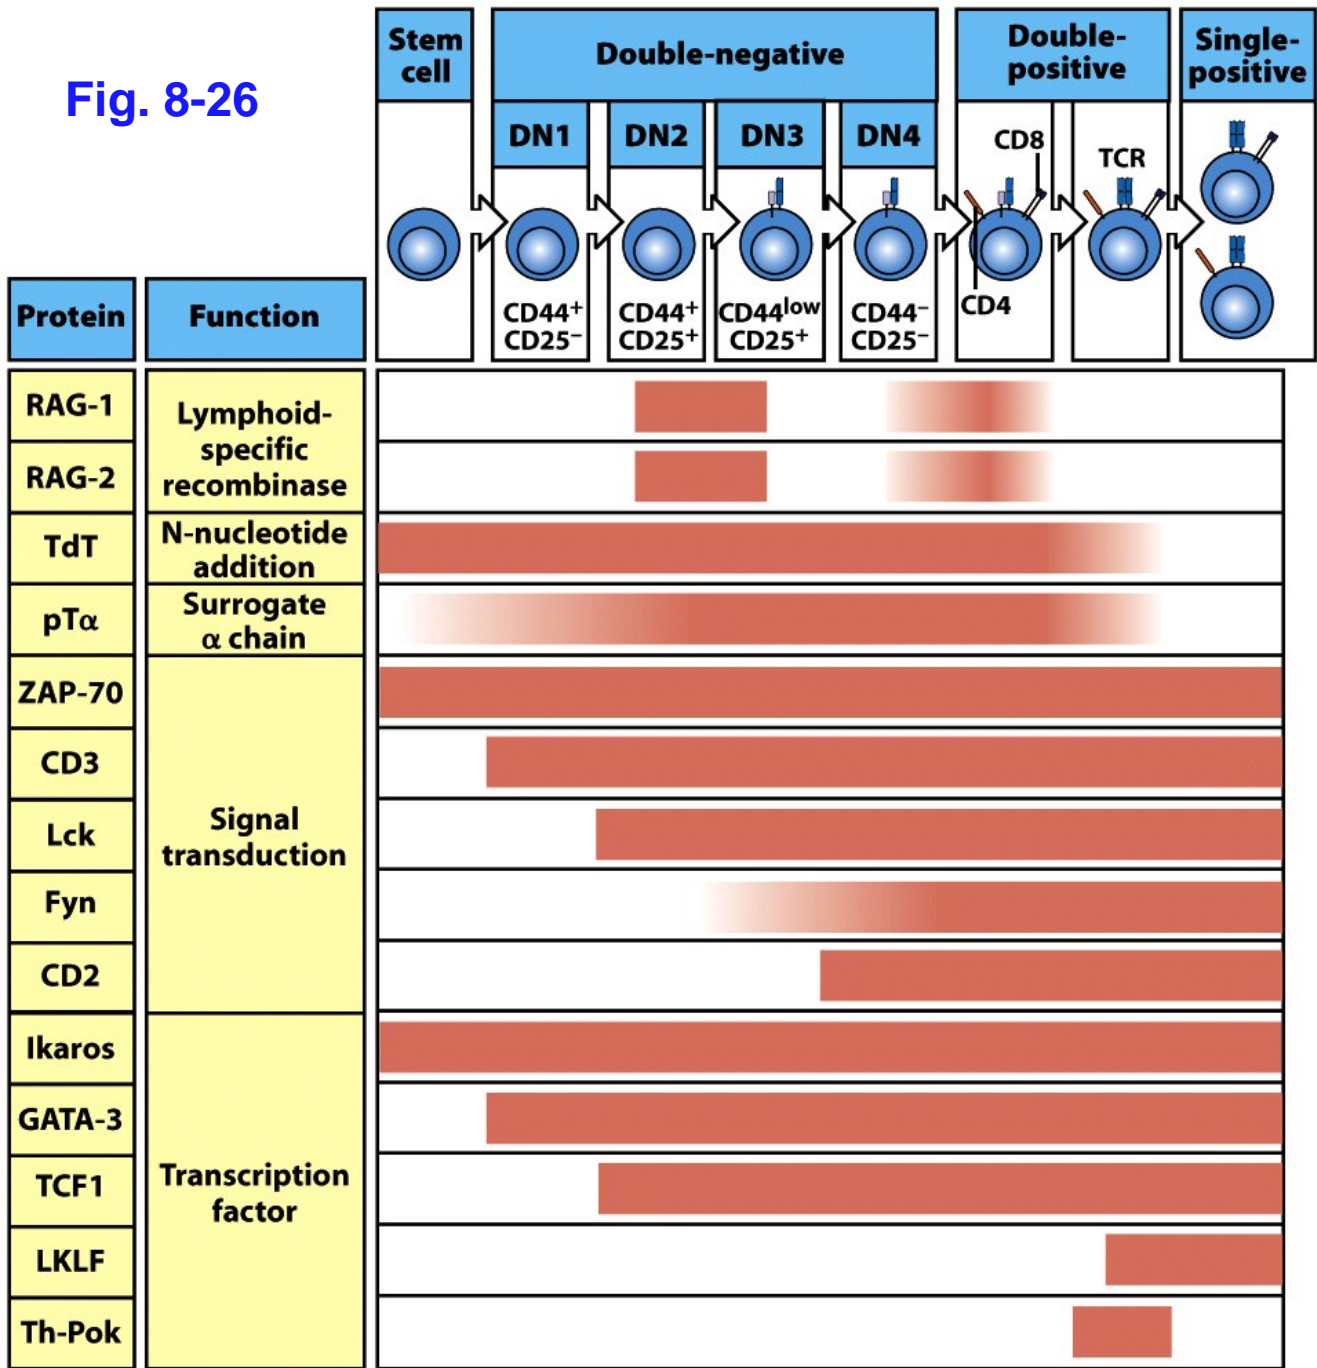 Fig. 8-26
Stem
cell
Double-negative
Double-
positive
Single-
positive
DN1
DN2
DN3
DN4
CD8
TCR
CD4
CD44⁺
CD25⁻
CD44⁺
CD25⁺
CD44ˡᵒʷ
CD25⁺
CD44⁻
CD25⁻
Protein
Function
RAG-1
Lymphoid-
specific
recombinase
RAG-2
TdT
N-nucleotide
addition
pTα
Surrogate
α chain
ZAP-70
CD3
Lck
Signal
transduction
Fyn
CD2
Ikaros
GATA-3
TCF1
Transcription
factor
LKLF
Th-Pok